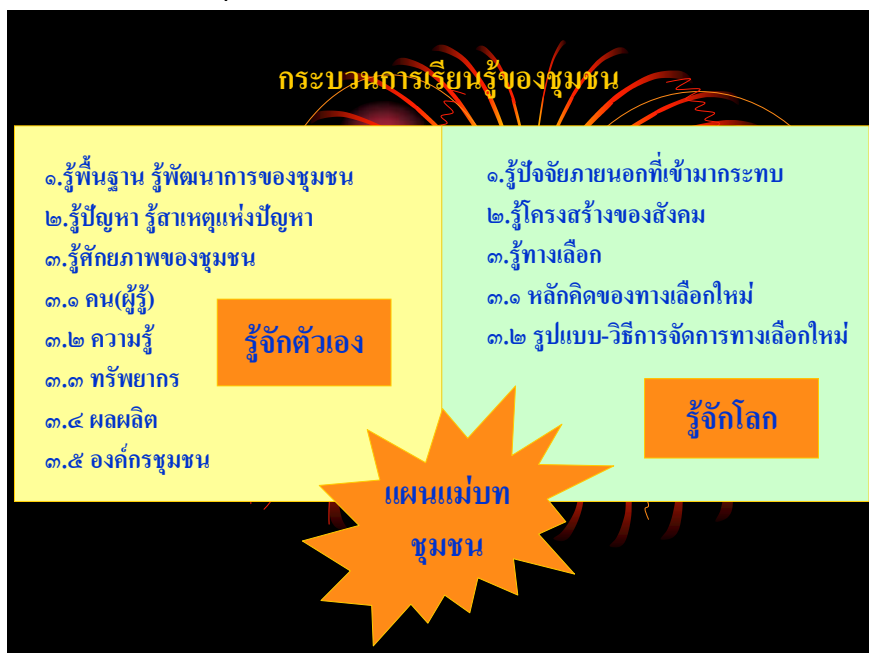 กระบวนการเรียนรู้ของชุมชน
๑.รู้พื้นฐาน รู้พัฒนาการของชุมชน
๒.รู้ปัญหา รู้สาเหตุแห่งปัญหา
๓.รู้ศักยภาพของชุมชน
๓.๑ คน(ผู้รู้)
๓.๒ ความรู้
๓.๓ ทรัพยากร
๓.๔ ผลผลิต
๓.๕ องค์กรชุมชน
รู้จักตัวเอง
๑.รู้ปัจจัยภายนอกที่เข้ามากระทบ
๒.รู้โครงสร้างของสังคม
๓.รู้ทางเลือก
๓.๑ หลักคิดของทางเลือกใหม่
๓.๒ รูปแบบ-วิธีการจัดการทางเลือกใหม่
รู้จักโลก
แผนแม่บท
ชุมชน